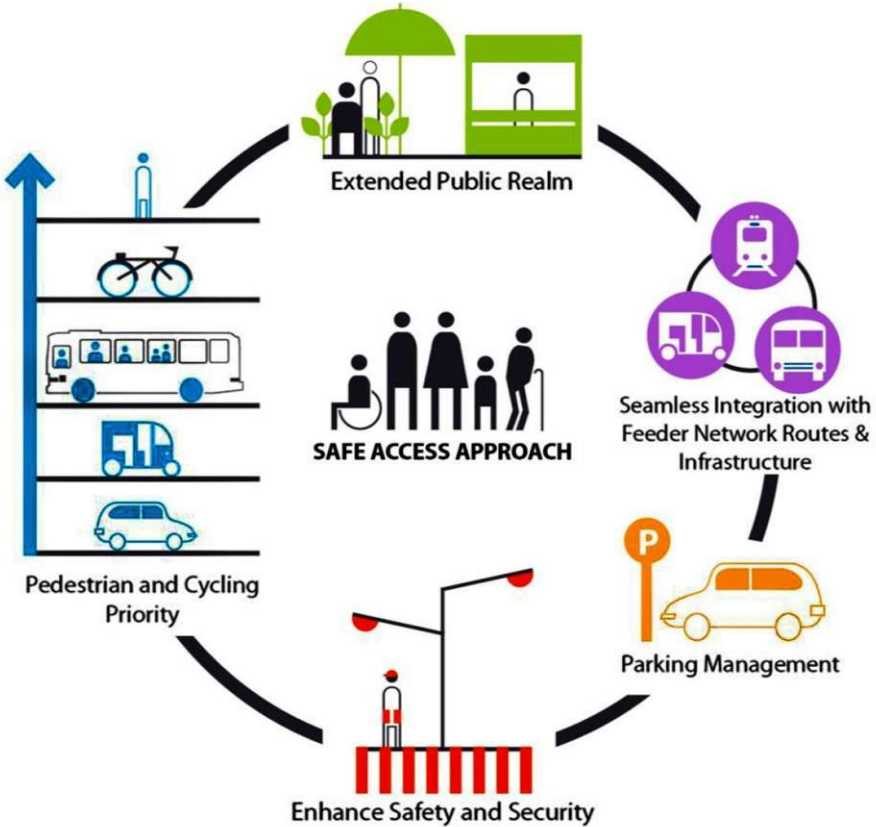 Extended Public Realm
Seamless Integration with
Feeder Network Routes &
Infrastructure
P
Parking Management
Enhance Safety and Security
Pedestrian and Cycling
Priority
SAFE ACCESS APPROACH